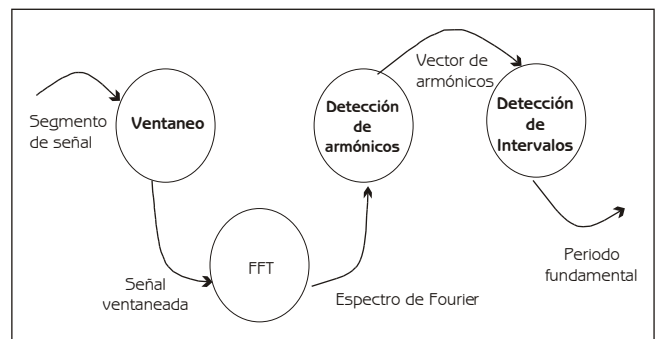 Segmento
de señal
Ventaneo
Señal
ventaneada
FFT
Espectro de Fourier
Detección
de
armónicos
Vector de
armónicos
Detección
de
Intervalos
Periodo
fundamental